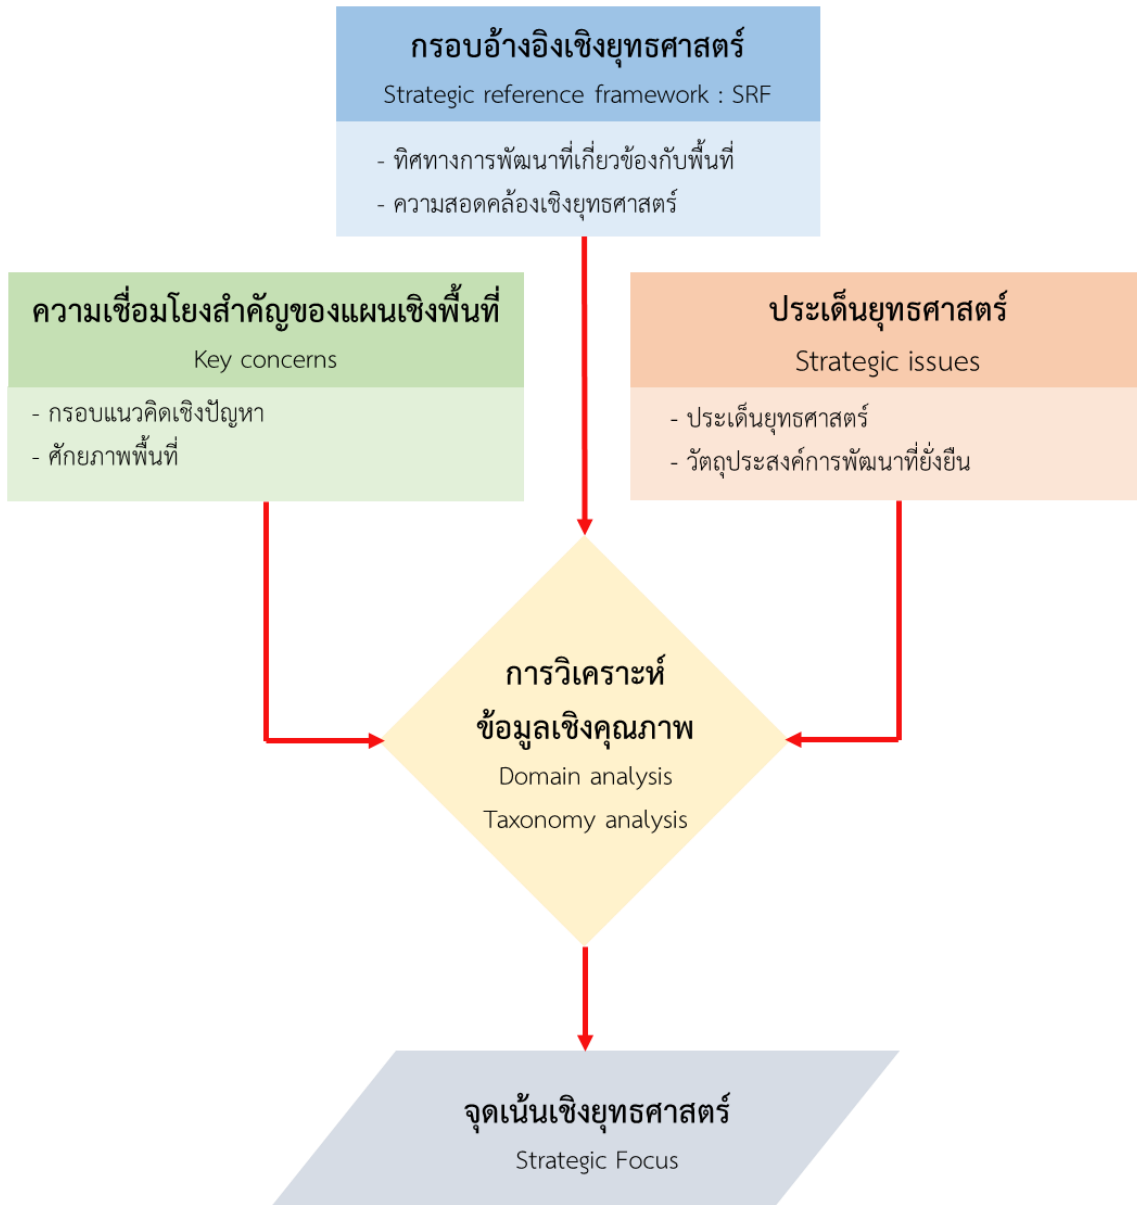 กรอบอ้างอิงเชิงยุทธศาสตร์
Strategic reference framework : SRF
- ทิศทางการพัฒนาที่เกี่ยวข้องกับพื้นที่
- ความสอดคล้องเชิงยุทธศาสตร์
ความเชื่อมโยงสำคัญของแผนเชิงพื้นที่
Key concerns
- กรอบแนวคิดเชิงปัญหา
- ศักยภาพพื้นที่
ประเด็นยุทธศาสตร์
Strategic issues
- ประเด็นยุทธศาสตร์
- วัตถุประสงค์การพัฒนาที่ยั่งยืน
การวิเคราะห์
ข้อมูลเชิงคุณภาพ
Domain analysis
Taxonomy analysis
จุดเน้นเชิงยุทธศาสตร์
Strategic Focus